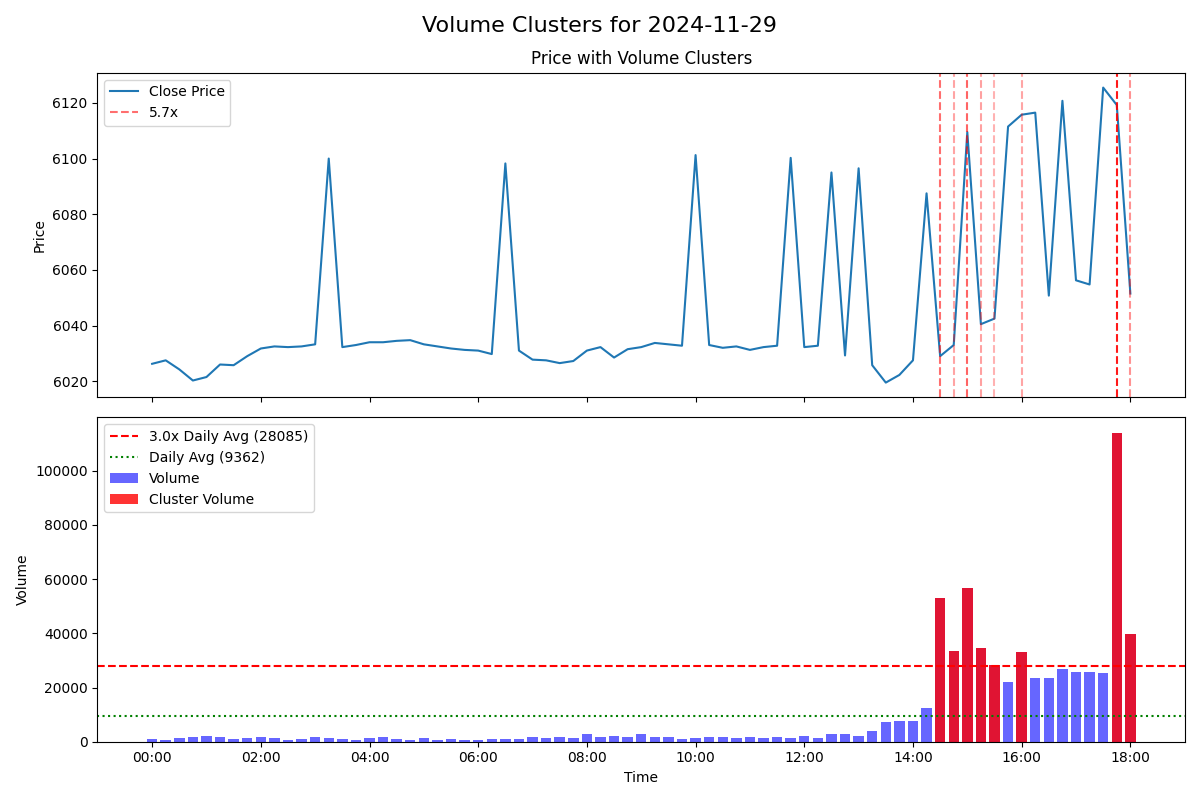 Volume Clusters for 2024-11-29
Price with Volume Clusters
Close Price
5.7x
6120
6100
6080
6060
6040
6020
Price
3.0x Daily Avg (28085)
Daily Avg (9362)
Volume
Cluster Volume
100000
80000
60000
40000
20000
0
Volume
00:00 02:00 04:00 06:00 08:00 10:00 12:00 14:00 16:00 18:00
Time